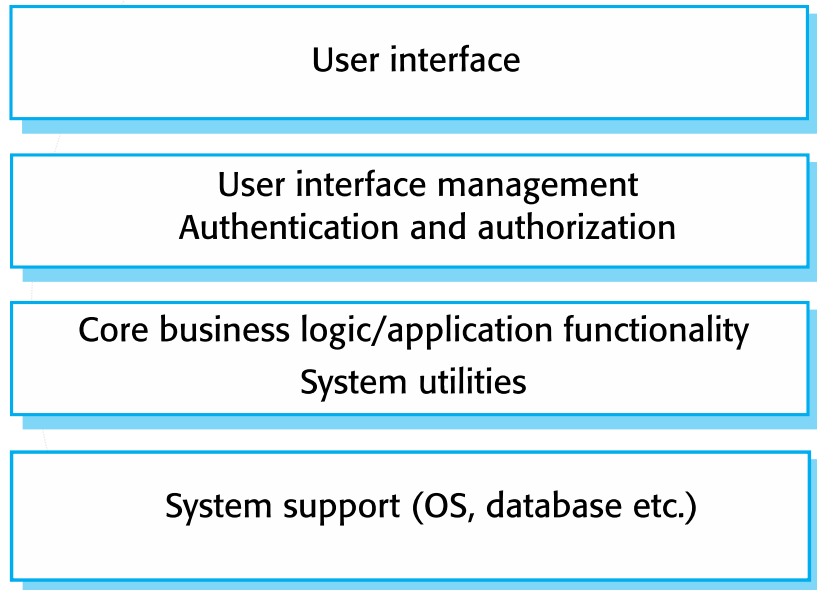 User interface
User interface management
Authentication and authorization
Core business logic/application functionality
System utilities
System support (OS, database etc.)